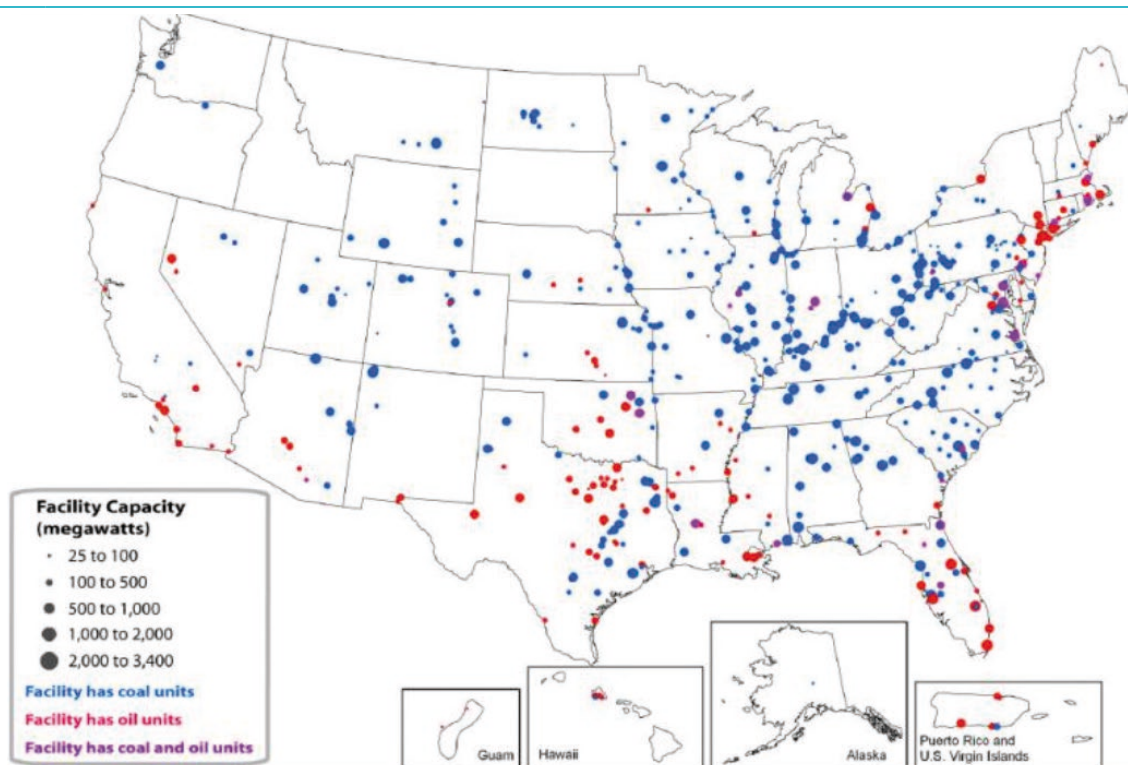 Facility Capacity
(megawatts)
25 to 100
100 to 500
500 to 1,000
1,000 to 2,000
2,000 to 3,400
Facility has coal units
Facility has oil units
Facility has coal and oil units
Guam
Hawaii
Alaska
Puerto Rico and
U.S. Virgin Islands